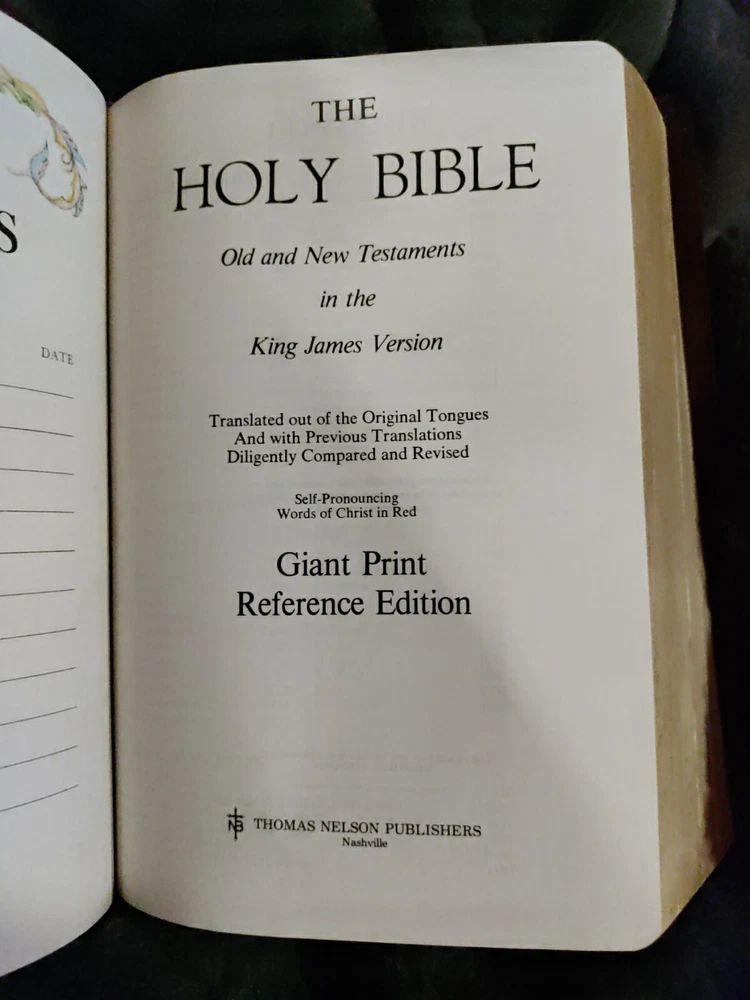 S
DATE
THE
HOLY BIBLE
Old and New Testaments
in the
King James Version
Translated out of the Original Tongues
And with Previous Translations
Diligently Compared and Revised
Self-Pronouncing
Words of Christ in Red
Giant Print
Reference Edition
NB THOMAS NELSON PUBLISHERS
Nashville